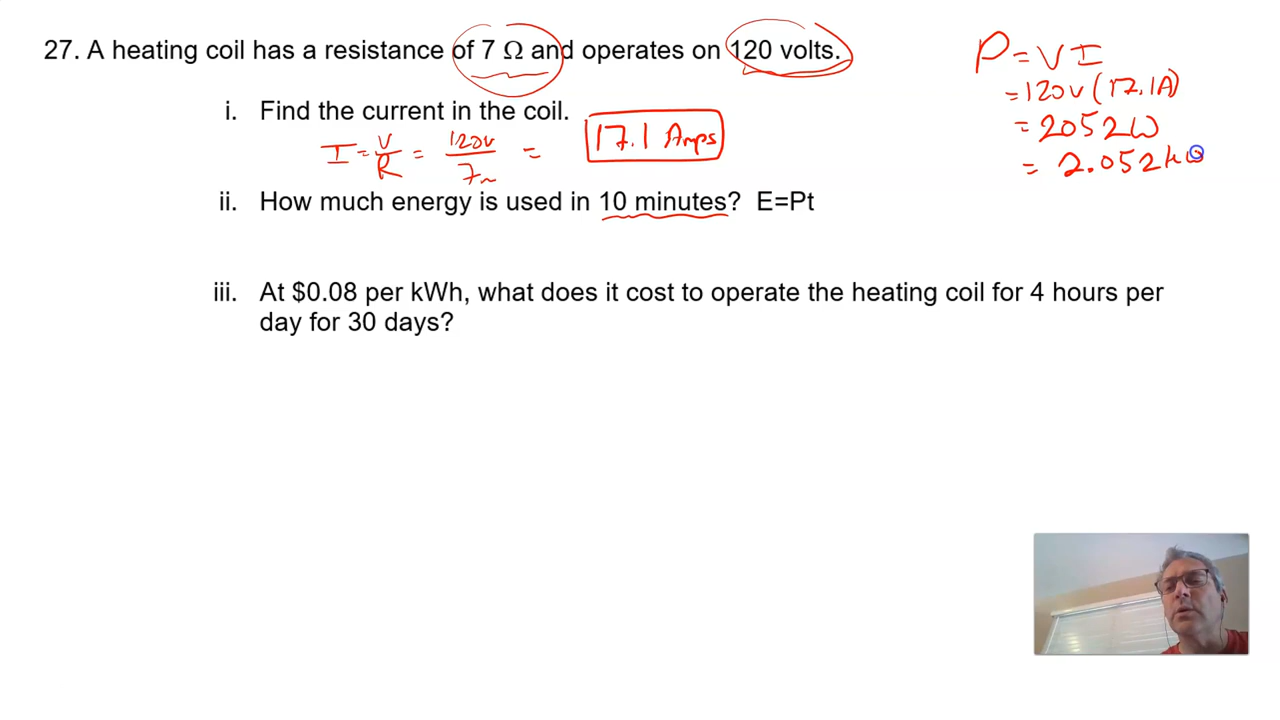 27. A heating coil has a resistance of 7 Ω and operates on 120 volts.
P = VI
= 120V (17.1A)
= 2052W
= 2.052kW
i. Find the current in the coil.
I = V/R = 120V/7Ω = 17.1 Amps
ii. How much energy is used in 10 minutes? E=Pt
iii. At $0.08 per kWh, what does it cost to operate the heating coil for 4 hours per
day for 30 days?